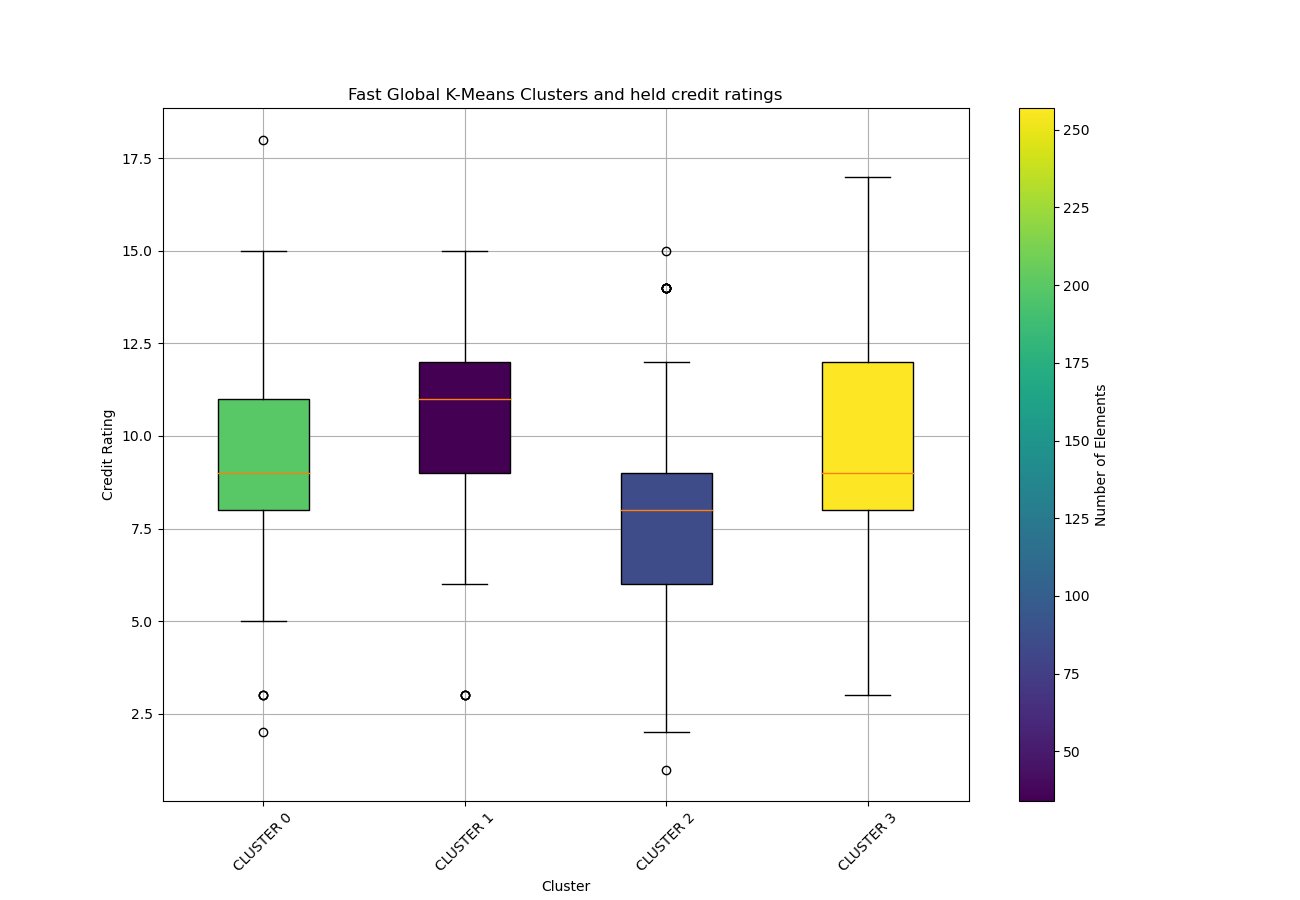 Fast Global K-Means Clusters and held credit ratings
17.5
15.0
12.5
10.0
7.5
5.0
2.5
Credit Rating
CLUSTER 0
CLUSTER 1
CLUSTER 2
CLUSTER 3
Cluster
250
225
200
175
150
125
100
75
50
Number of Elements